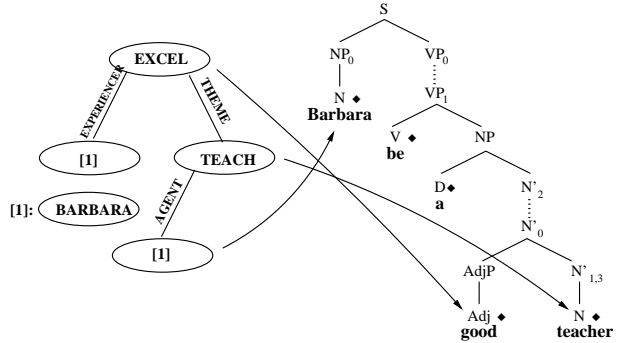 EXCEL
EXPERIENCER
THEME
[1]
TEACH
[1]: BARBARA
AGENT
[1]
S
NP0 VP0
VP1
N ◆
Barbara
V ◆ NP
be
D ◆ N'2
a
N'0
AdjP N'1,3
Adj ◆ N ◆
good teacher